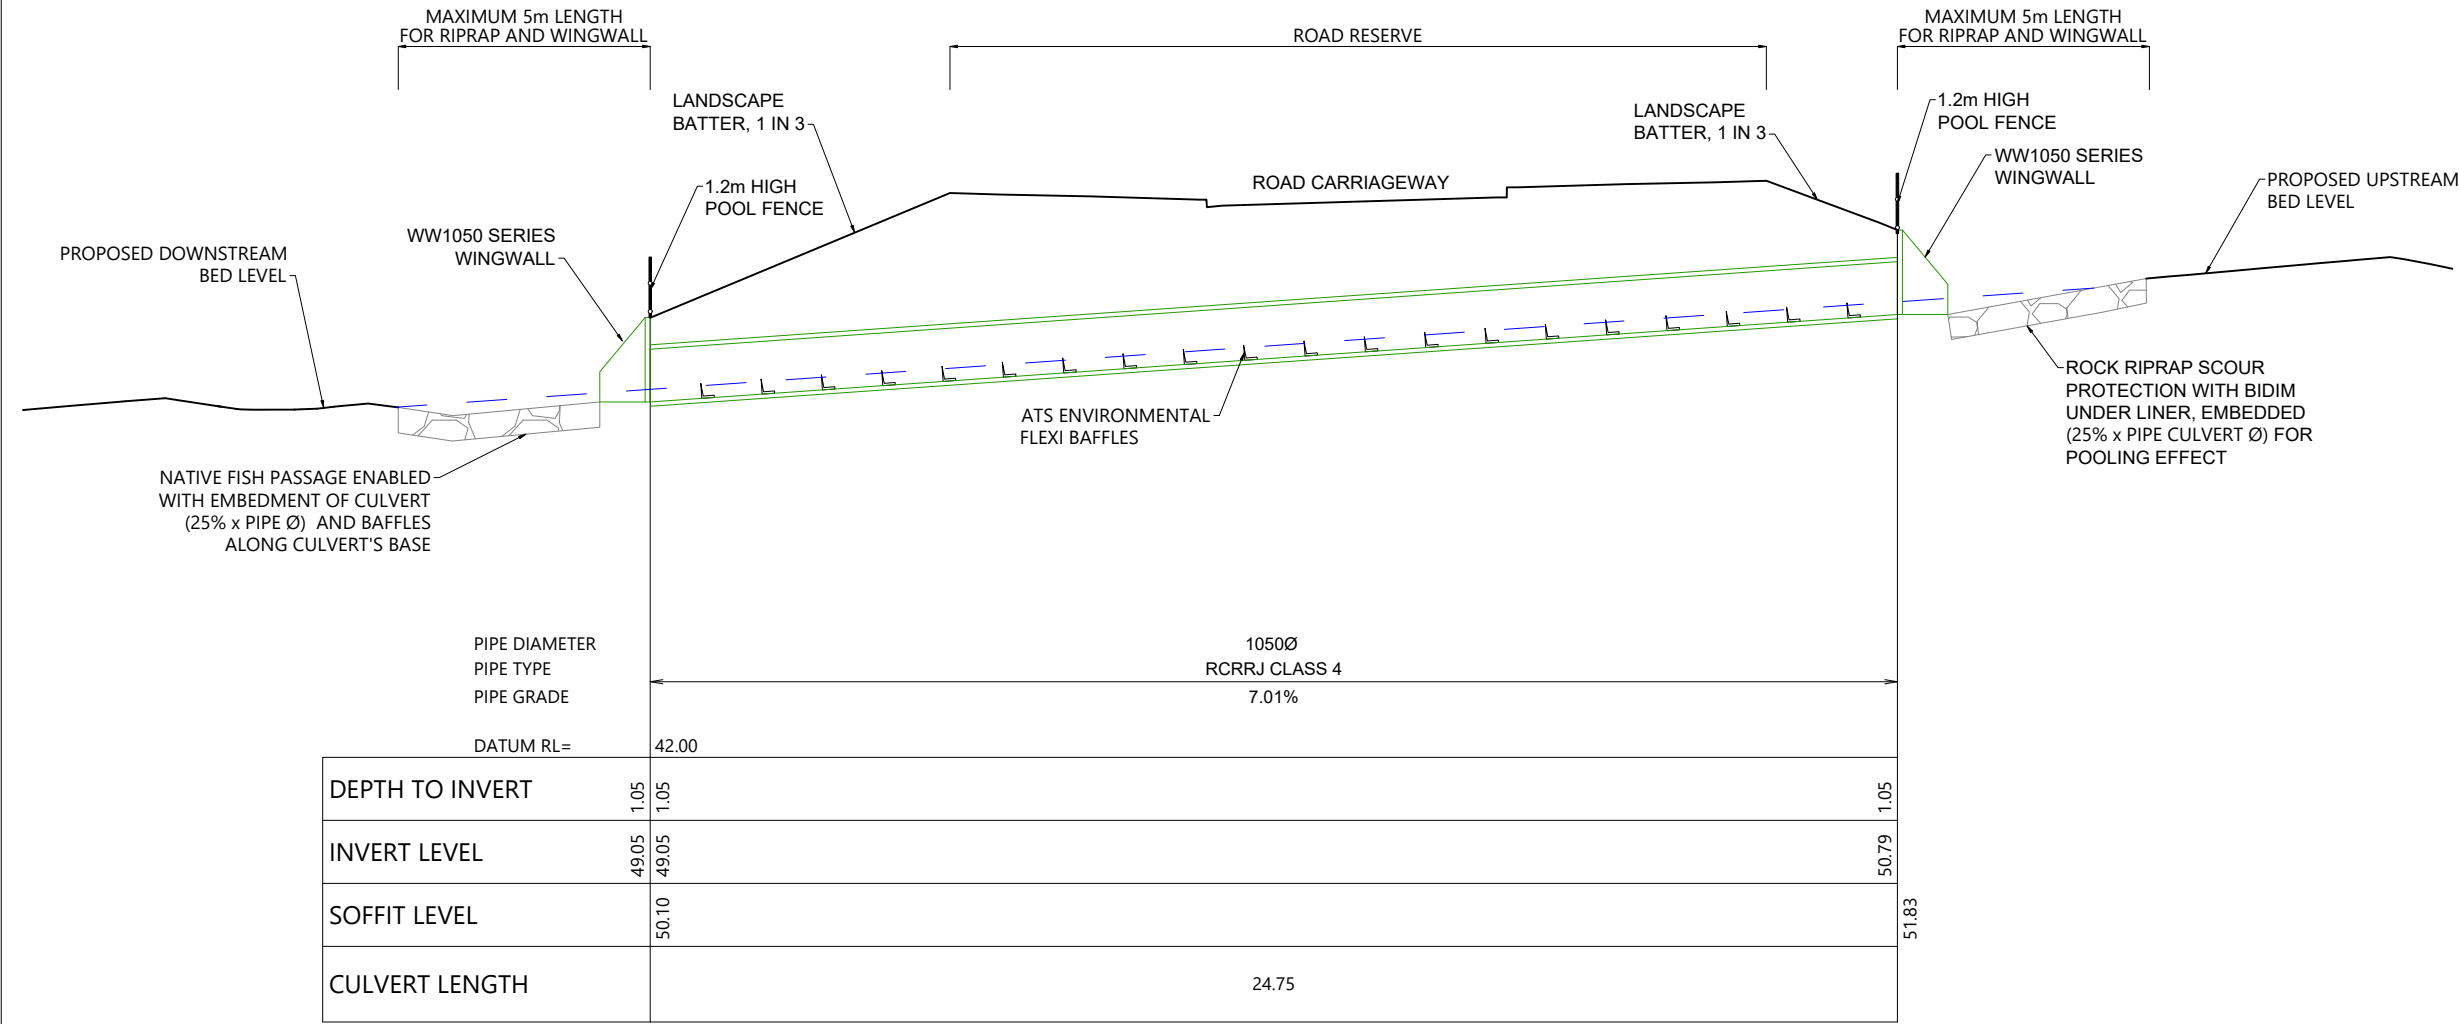 MAXIMUM 5m LENGTH
FOR RIPRAP AND WINGWALL
ROAD RESERVE
MAXIMUM 5m LENGTH
FOR RIPRAP AND WINGWALL
LANDSCAPE
BATTER, 1 IN 3
LANDSCAPE
BATTER, 1 IN 3
1.2m HIGH
POOL FENCE
WW1050 SERIES
WINGWALL
1.2m HIGH
POOL FENCE
ROAD CARRIAGEWAY
PROPOSED UPSTREAM
BED LEVEL
WW1050 SERIES
WINGWALL
PROPOSED DOWNSTREAM
BED LEVEL
ATS ENVIRONMENTAL
FLEXI BAFFLES
ROCK RIPRAP SCOUR
PROTECTION WITH BIDIM
UNDER LINER, EMBEDDED
(25% x PIPE CULVERT Ø) FOR
POOLING EFFECT
NATIVE FISH PASSAGE ENABLED
WITH EMBEDMENT OF CULVERT
(25% x PIPE Ø) AND BAFFLES
ALONG CULVERT'S BASE
PIPE DIAMETER 1050Ø
PIPE TYPE RCRRJ CLASS 4
PIPE GRADE 7.01%
DATUM RL= 42.00
DEPTH TO INVERT 1.05 1.05 1.05
INVERT LEVEL 49.05 49.05 50.79
SOFFIT LEVEL 50.10 51.83
CULVERT LENGTH 24.75